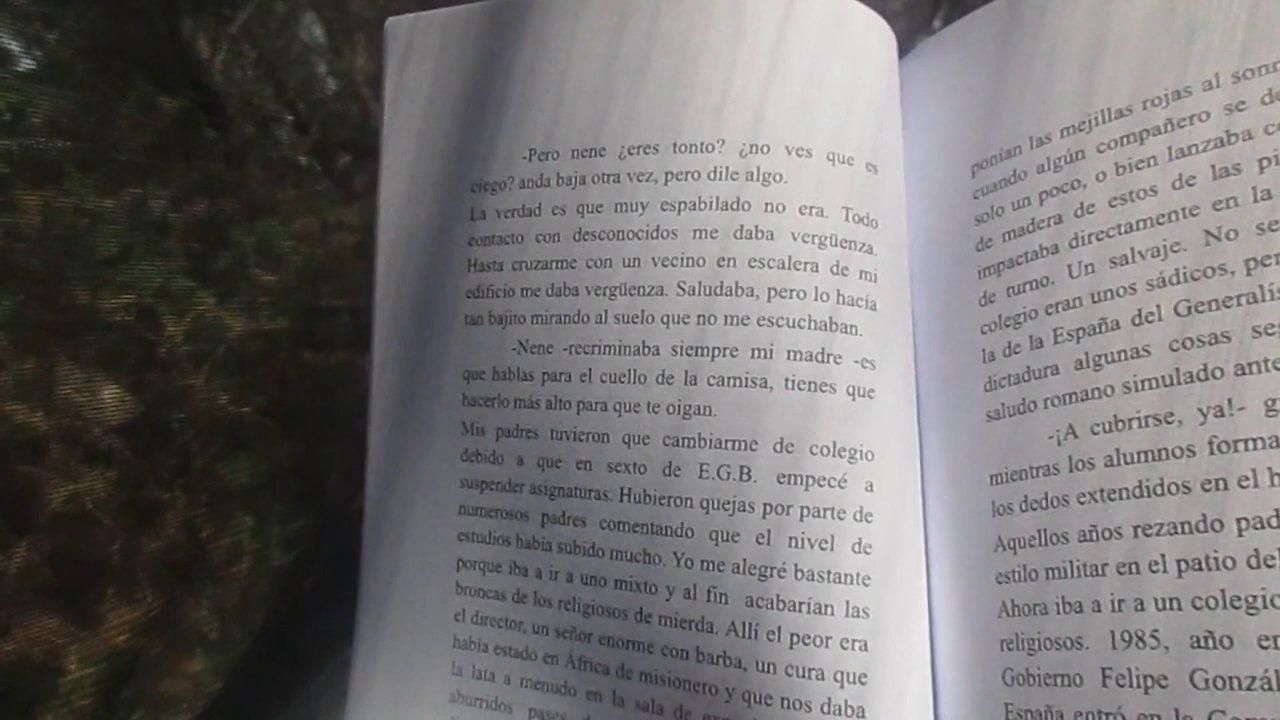 -Pero nene ¿eres tonto? ¿no ves que es
ciego? anda baja otra vez, pero dile algo.
La verdad es que muy espabilado no era. Todo
contacto con desconocidos me daba vergüenza.
Hasta cruzarme con un vecino en escalera de mi
edificio me daba vergüenza. Saludaba, pero lo hacía
tan bajito mirando al suelo que no me escuchaban.
-Nene -recriminaba siempre mi madre -es
que hablas para el cuello de la camisa, tienes que
hacerlo más alto para que te oigan.
Mis padres tuvieron que cambiarme de colegio
debido a que en sexto de E.G.B. empecé a
suspender asignaturas. Hubieron quejas por parte de
numerosos padres comentando que el nivel de
estudios había subido mucho. Yo me alegré bastante
porque iba a ir a uno mixto y al fin acabarían las
broncas de los religiosos de mierda. Allí el peor era
el director, un señor enorme con barba, un cura que
había estado en África de misionero y que nos daba
la lata a menudo en la sala de
aburridos pases
ponían las mejillas rojas al
cuando algún compañero se
solo un poco, o bien lanzaba
de madera de estos de las
impactaba directamente en la
de turno. Un salvaje. No
colegio eran unos sádicos,
la de la España del
dictadura algunas cosas
saludo romano simulado
-¡A cubrirse, ya!-
mientras los alumnos
los dedos extendidos en el
Aquellos años rezando
estilo militar en el patio
Ahora iba a ir a un
religiosos. 1985, año
Gobierno Felipe
España entró en la